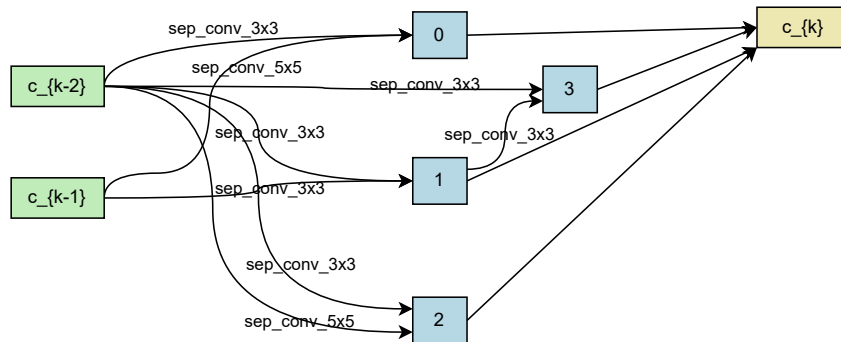 sep_conv_3x3
0
c_{k}
sep_conv_5x5
c_{k-2}
sep_conv_3x3
3
sep_conv_3x3
sep_conv_3x3
c_{k-1}
sep_conv_3x3
1
sep_conv_3x3
sep_conv_5x5
2